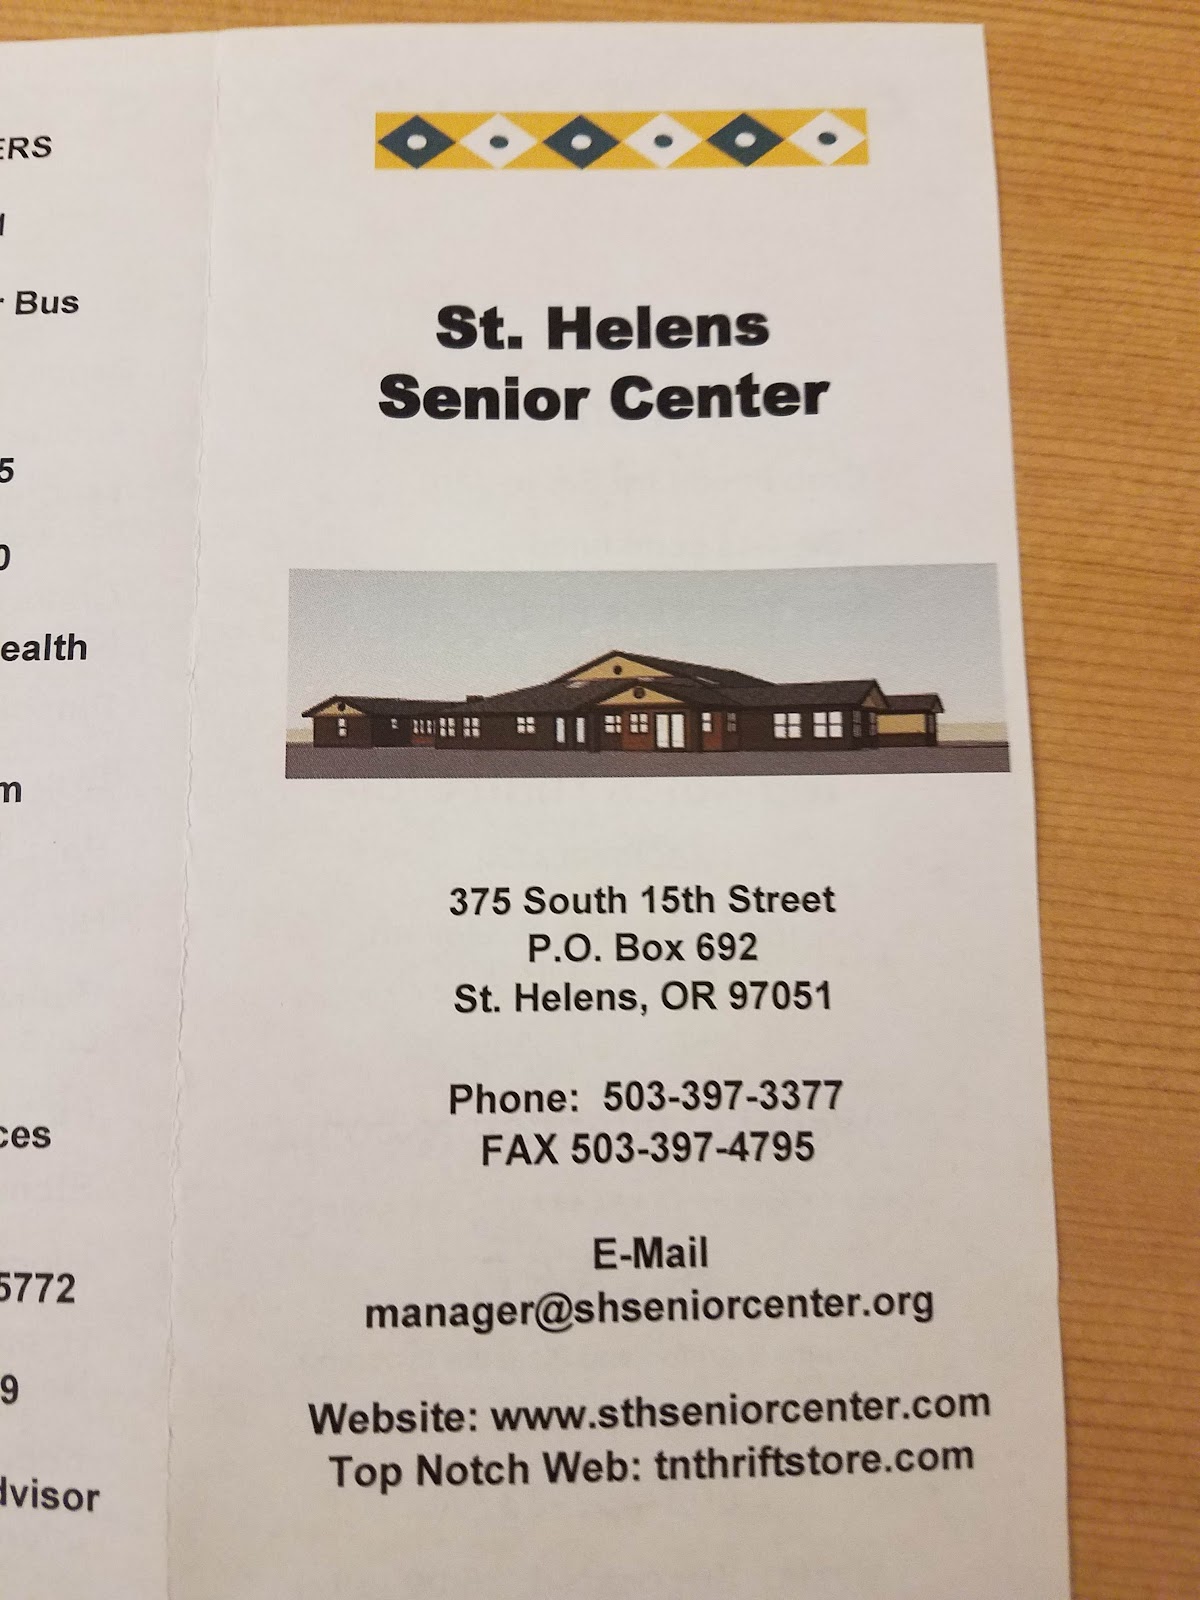 ERS
r Bus
5
0
ealth
m
ces
5772
9
dvisor
St. Helens
Senior Center
375 South 15th Street
P.O. Box 692
St. Helens, OR 97051
Phone: 503-397-3377
FAX 503-397-4795
E-Mail
manager@shseniorcenter.org
Website: www.sthseniorcenter.com
Top Notch Web: tnthriftstore.com